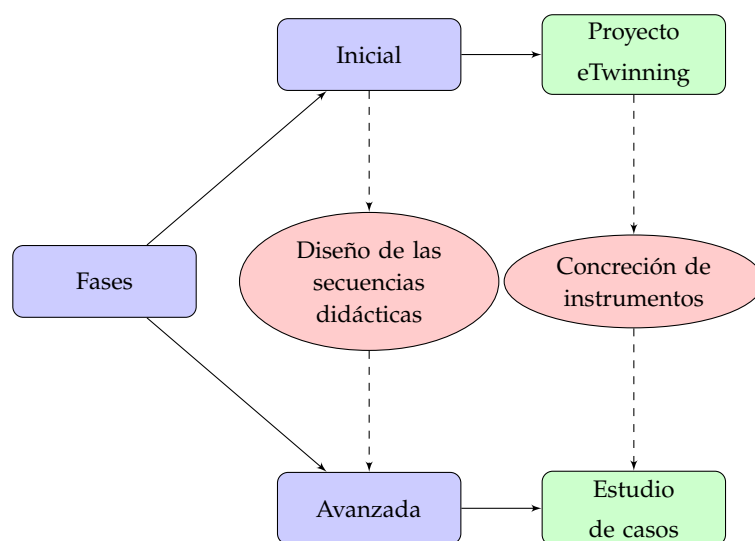 Inicial
Proyecto
eTwinning
Fases
Diseño de las
secuencias
didácticas
Concreción de
instrumentos
Avanzada
Estudio
de casos